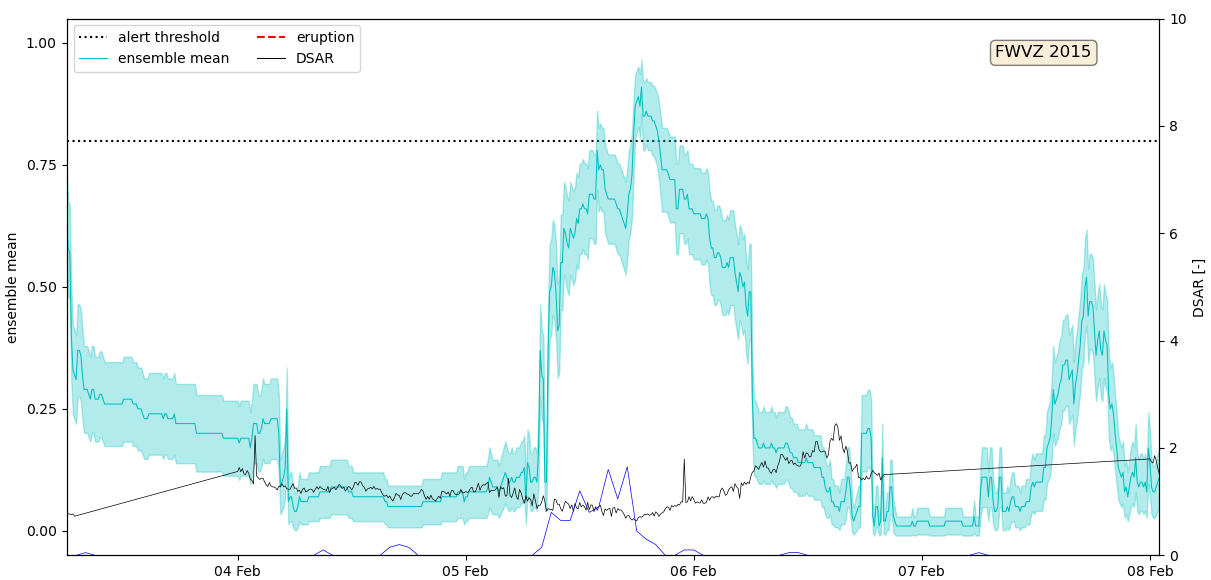 alert threshold
ensemble mean
eruption
DSAR
FWVZ 2015
1.00
0.75
0.50
0.25
0.00
ensemble mean
10
8
6
4
2
0
DSAR [-]
04 Feb
05 Feb
06 Feb
07 Feb
08 Feb